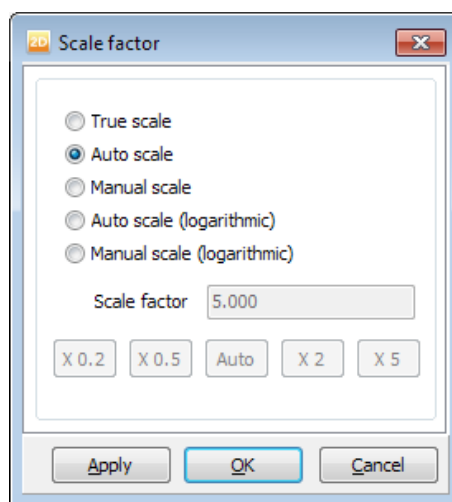 2D Scale factor
True scale
Auto scale
Manual scale
Auto scale (logarithmic)
Manual scale (logarithmic)
Scale factor 5.000
X 0.2 X 0.5 Auto X 2 X 5
Apply OK Cancel